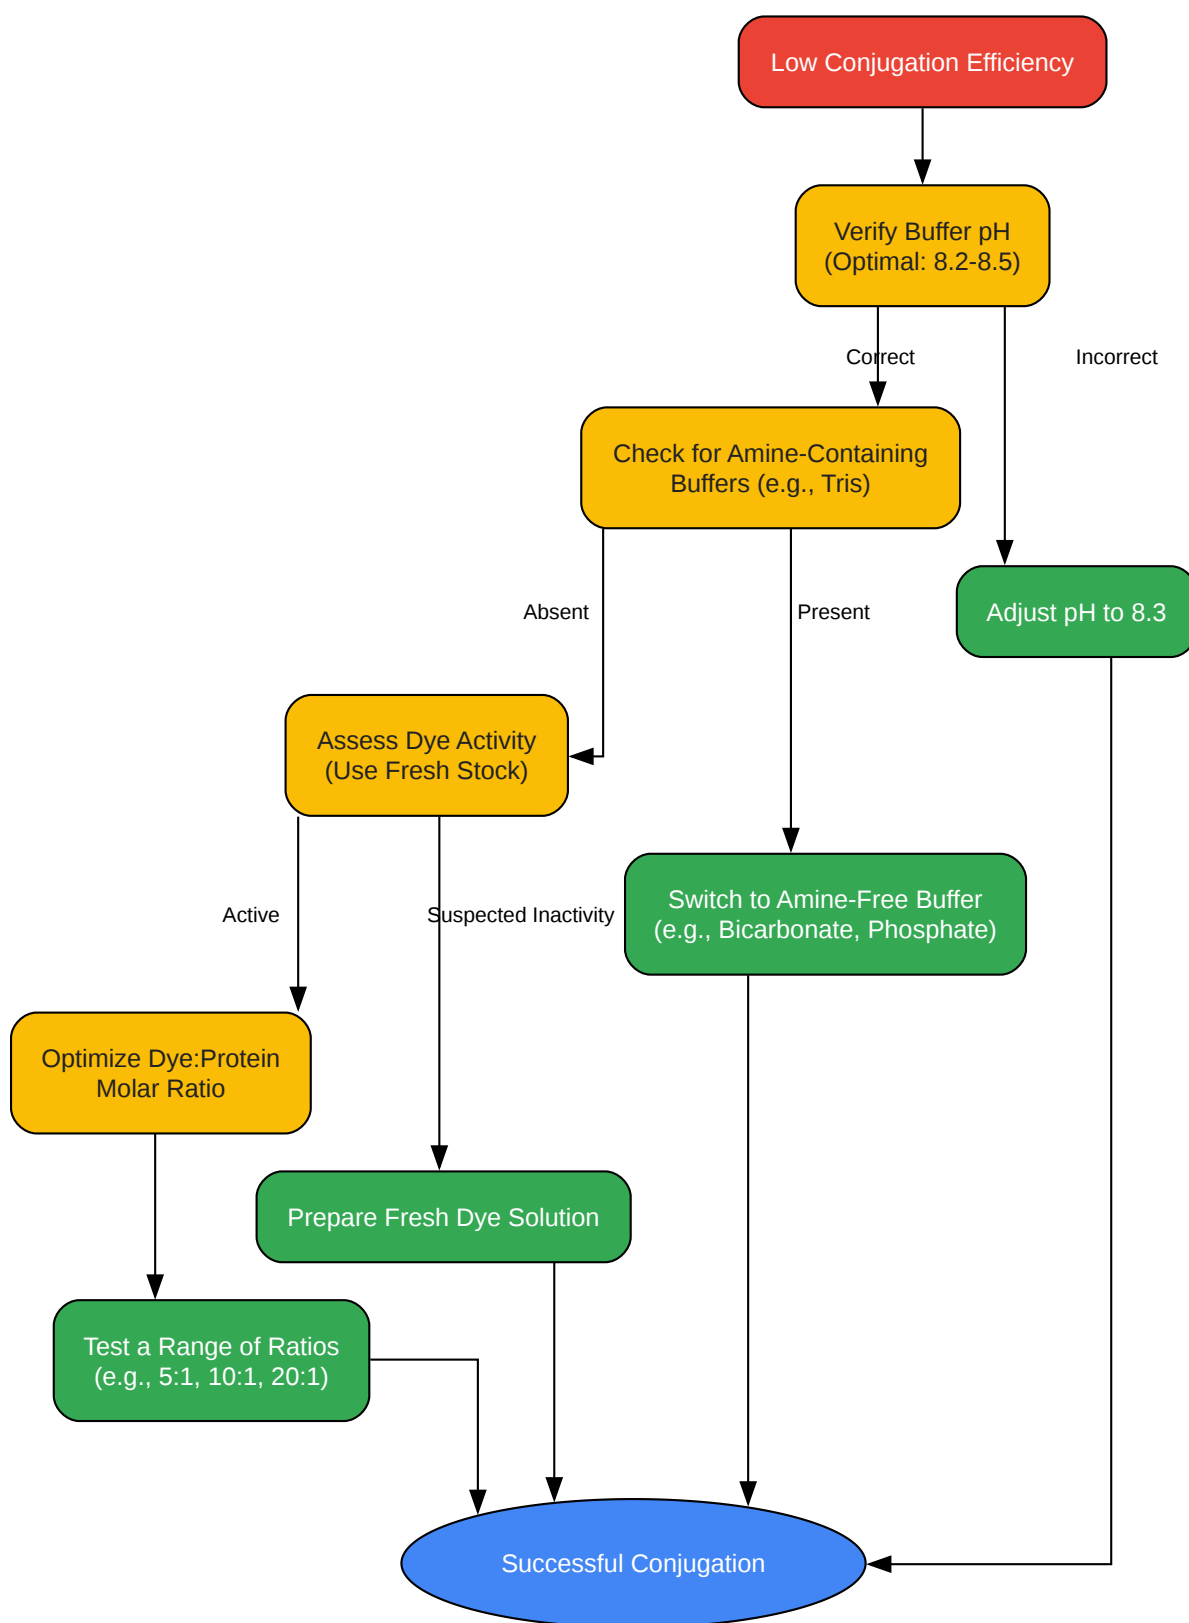 Low Conjugation Efficiency
Verify Buffer pH
(Optimal: 8.2-8.5)
Correct
Incorrect
Check for Amine-Containing
Buffers (e.g., Tris)
Absent
Present
Adjust pH to 8.3
Assess Dye Activity
(Use Fresh Stock)
Active
Suspected Inactivity
Switch to Amine-Free Buffer
(e.g., Bicarbonate, Phosphate)
Optimize Dye:Protein
Molar Ratio
Prepare Fresh Dye Solution
Test a Range of Ratios
(e.g., 5:1, 10:1, 20:1)
Successful Conjugation